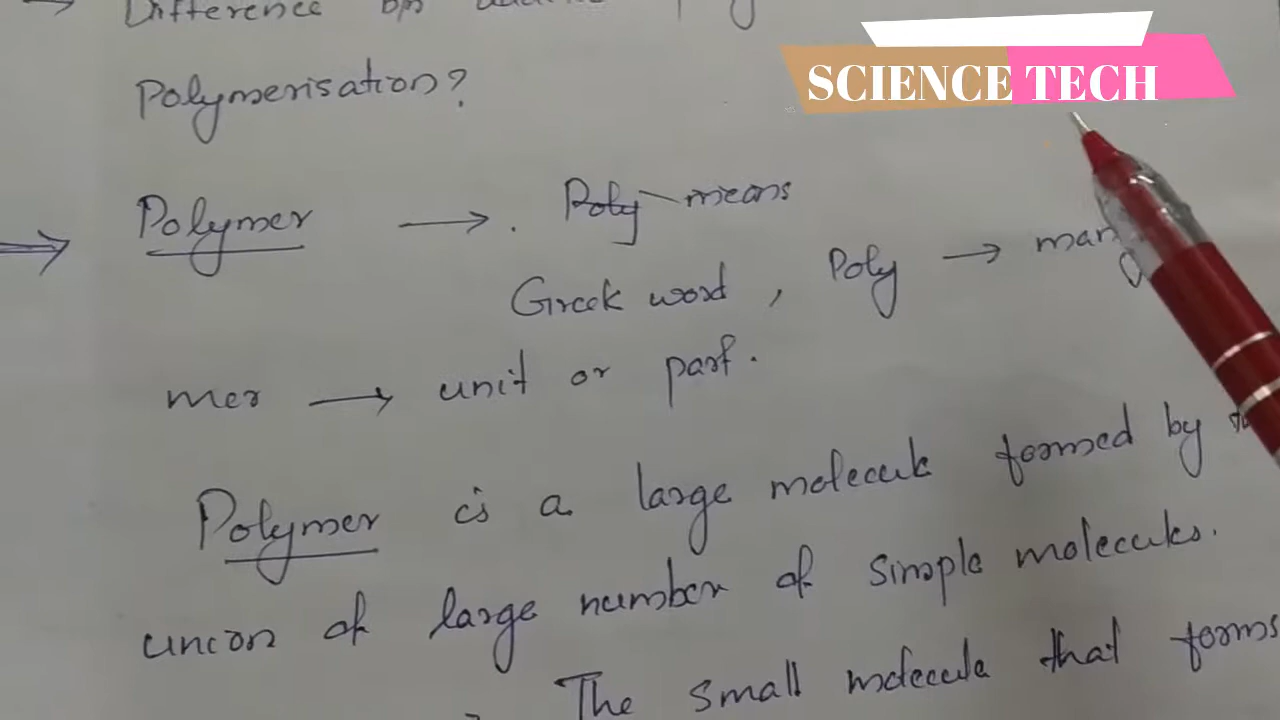 Difference b/n
SCIENCE TECH
Polymerisation?
Polymer → . Poly means
Greek word , Poly → many
mer → unit or part.
Polymer is a large molecule formed by
union of large number of simple molecules.
The small molecule that forms